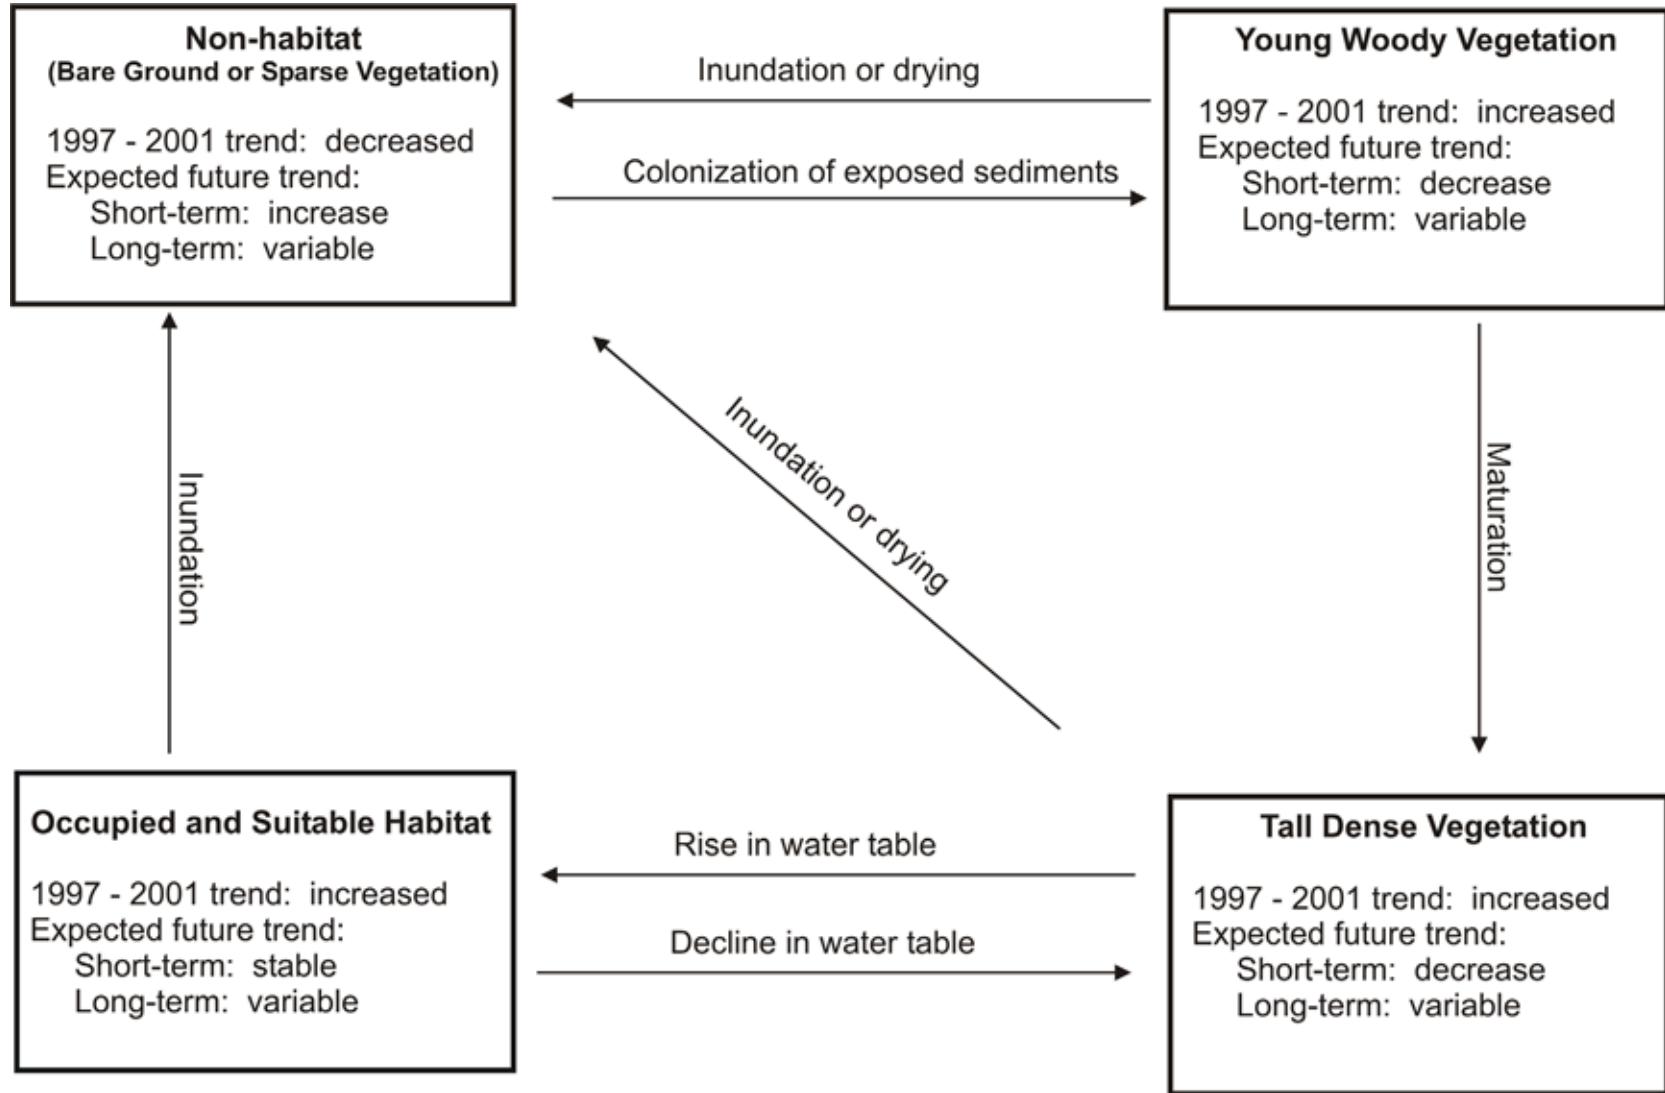 Non-habitat
(Bare Ground or Sparse Vegetation)
1997 - 2001 trend: decreased
Expected future trend:
Short-term: increase
Long-term: variable
Inundation or drying
Colonization of exposed sediments
Young Woody Vegetation
1997 - 2001 trend: increased
Expected future trend:
Short-term: decrease
Long-term: variable
Inundation
Inundation or drying
Maturation
Occupied and Suitable Habitat
1997 - 2001 trend: increased
Expected future trend:
Short-term: stable
Long-term: variable
Rise in water table
Decline in water table
Tall Dense Vegetation
1997 - 2001 trend: increased
Expected future trend:
Short-term: decrease
Long-term: variable